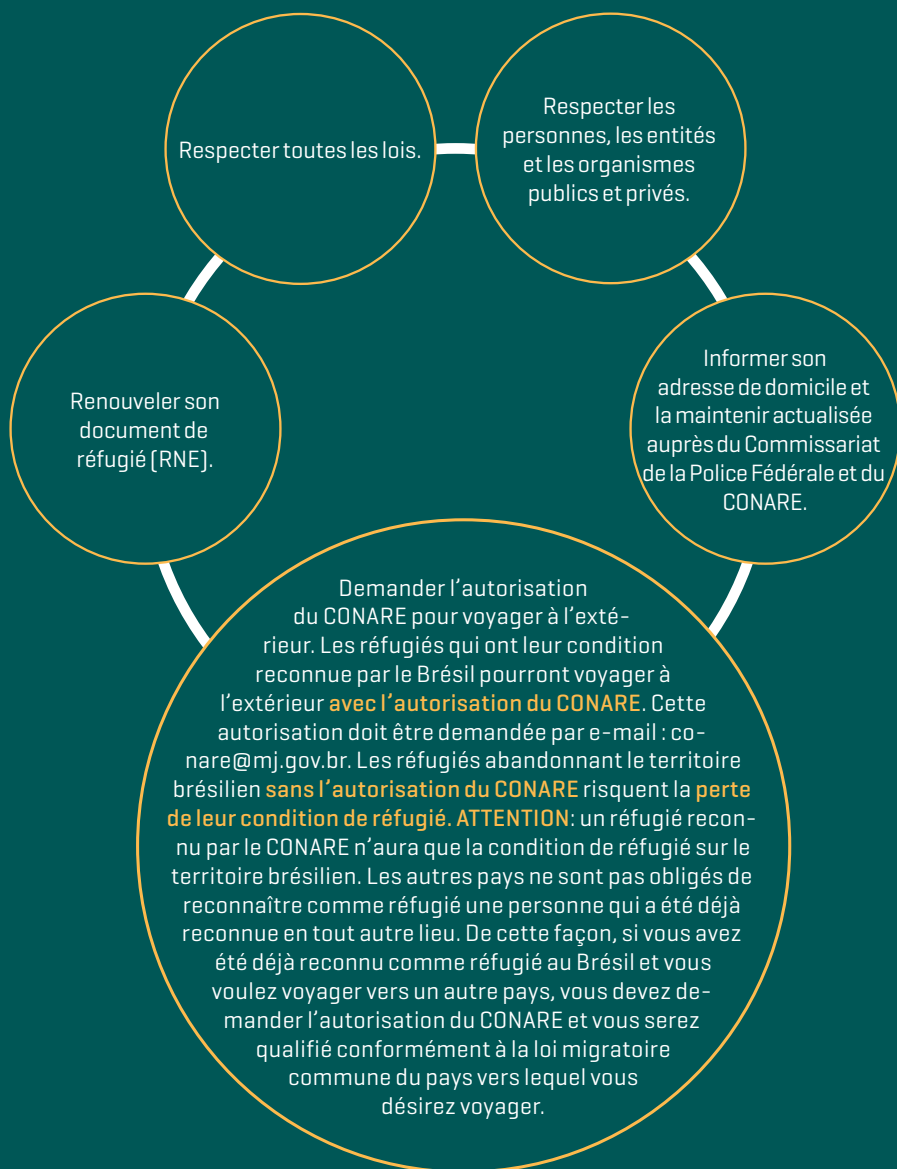 Respecter toutes les lois.
Respecter les
personnes, les entités
et les organismes
publics et privés.
Renouveler son
document de
réfugié (RNE).
Informer son
adresse de domicile et
la maintenir actualisée
auprès du Commissariat
de la Police Fédérale et du
CONARE.
Demander l'autorisation
du CONARE pour voyager à l'exté-
rieur. Les réfugiés qui ont leur condition
reconnue par le Brésil pourront voyager à
l'extérieur avec l'autorisation du CONARE. Cette
autorisation doit être demandée par e-mail : co-
nare@mj.gov.br. Les réfugiés abandonnant le territoire
brésilien sans l'autorisation du CONARE risquent la perte
de leur condition de réfugié. ATTENTION: un réfugié recon-
nu par le CONARE n'aura que la condition de réfugié sur le
territoire brésilien. Les autres pays ne sont pas obligés de
reconnaître comme réfugié une personne qui a été déjà
reconnue en tout autre lieu. De cette façon, si vous avez
été déjà reconnu comme réfugié au Brésil et vous
voulez voyager vers un autre pays, vous devez de-
mander l'autorisation du CONARE et vous serez
qualifié conformément à la loi migratoire
commune du pays vers lequel vous
désirez voyager.